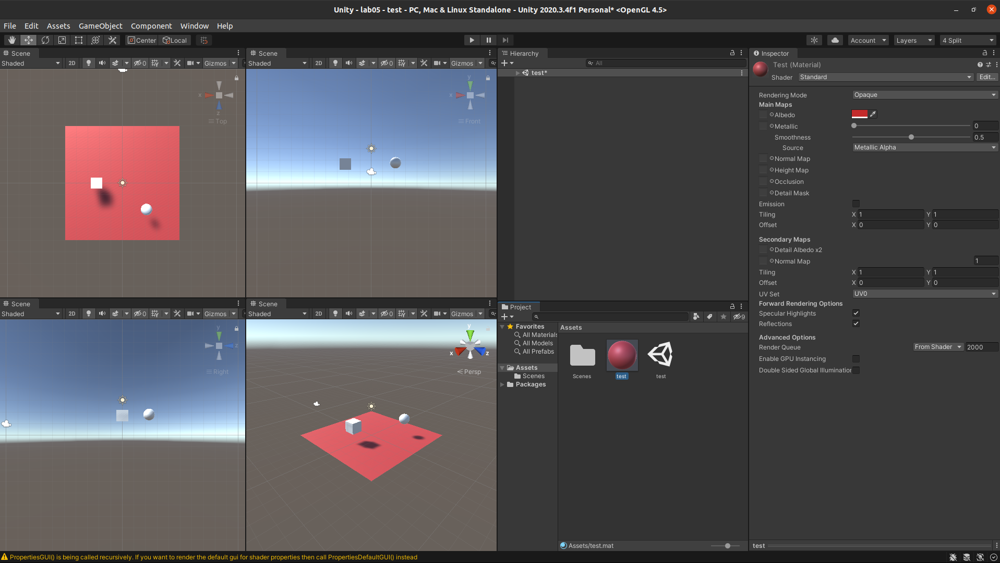 Unity - lab05 - test - PC, Mac & Linux Standalone - Unity 2020.3.4f1 Personal* <OpenGL 4.5>
File Edit Assets GameObject Component Window Help
Center Local Account Layers 4 Split
Scene
Shaded 2D 0 Gizmos
x z
Top
Scene
Shaded 2D 0 Gizmos
y x
Front
Scene
Shaded 2D 0 Gizmos
y z
Right
Scene
Shaded 2D 0 Gizmos
y x z
Persp
Hierarchy
All
test*
Project
9
Favorites
All Materials
All Models
All Prefabs
Assets
Scenes
Packages
Assets
Scenes test test
Assets/test.mat
Inspector
Test (Material)
Shader Standard Edit...
Rendering Mode Opaque
Main Maps
Albedo
Metallic 0
Smoothness 0.5
Source Metallic Alpha
Normal Map
Height Map
Occlusion
Detail Mask
Emission
Tiling X 1 Y 1
Offset X 0 Y 0
Secondary Maps
Detail Albedo x2
Normal Map 1
Tiling X 1 Y 1
Offset X 0 Y 0
UV Set UV0
Forward Rendering Options
Specular Highlights
Reflections
Advanced Options
Render Queue From Shader 2000
Enable GPU Instancing
Double Sided Global Illumination
test
PropertiesGUI() is being called recursively. If you want to render the default gui for shader properties then call PropertiesDefaultGUI() instead